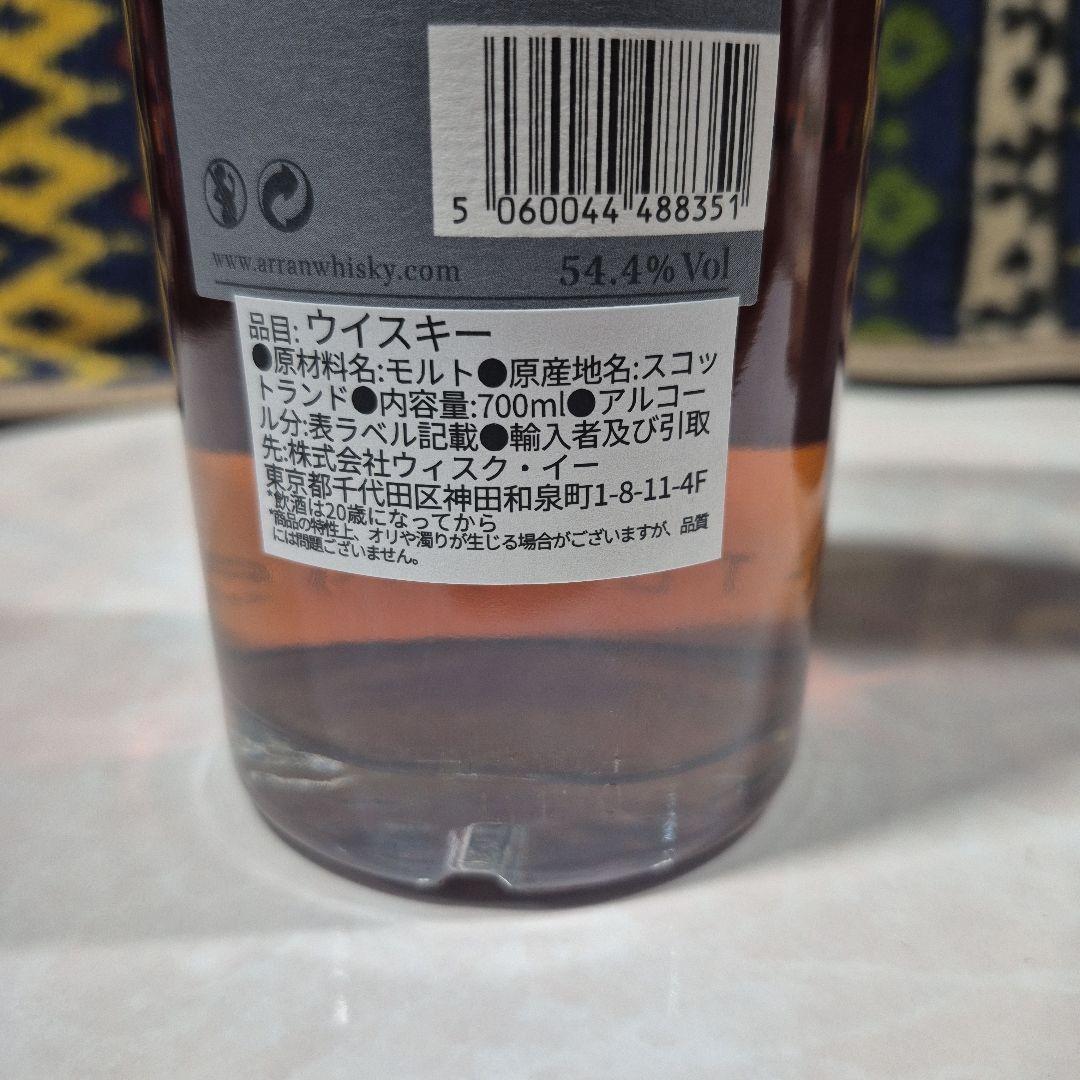 5 060044 488351
www.arranwhisky.com 54.4% Vol
品目: ウイスキー
●原材料名:モルト●原産地名:スコッ
トランド●内容量:700ml●アルコー
ル分:表ラベル記載●輸入者及び引取
先:株式会社ウィスク・イー
東京都千代田区神田和泉町1-8-11-4F
*飲酒は20歳になってから
*商品の特性上、オリや濁りが生じる場合がございますが、品質
には問題ございません。